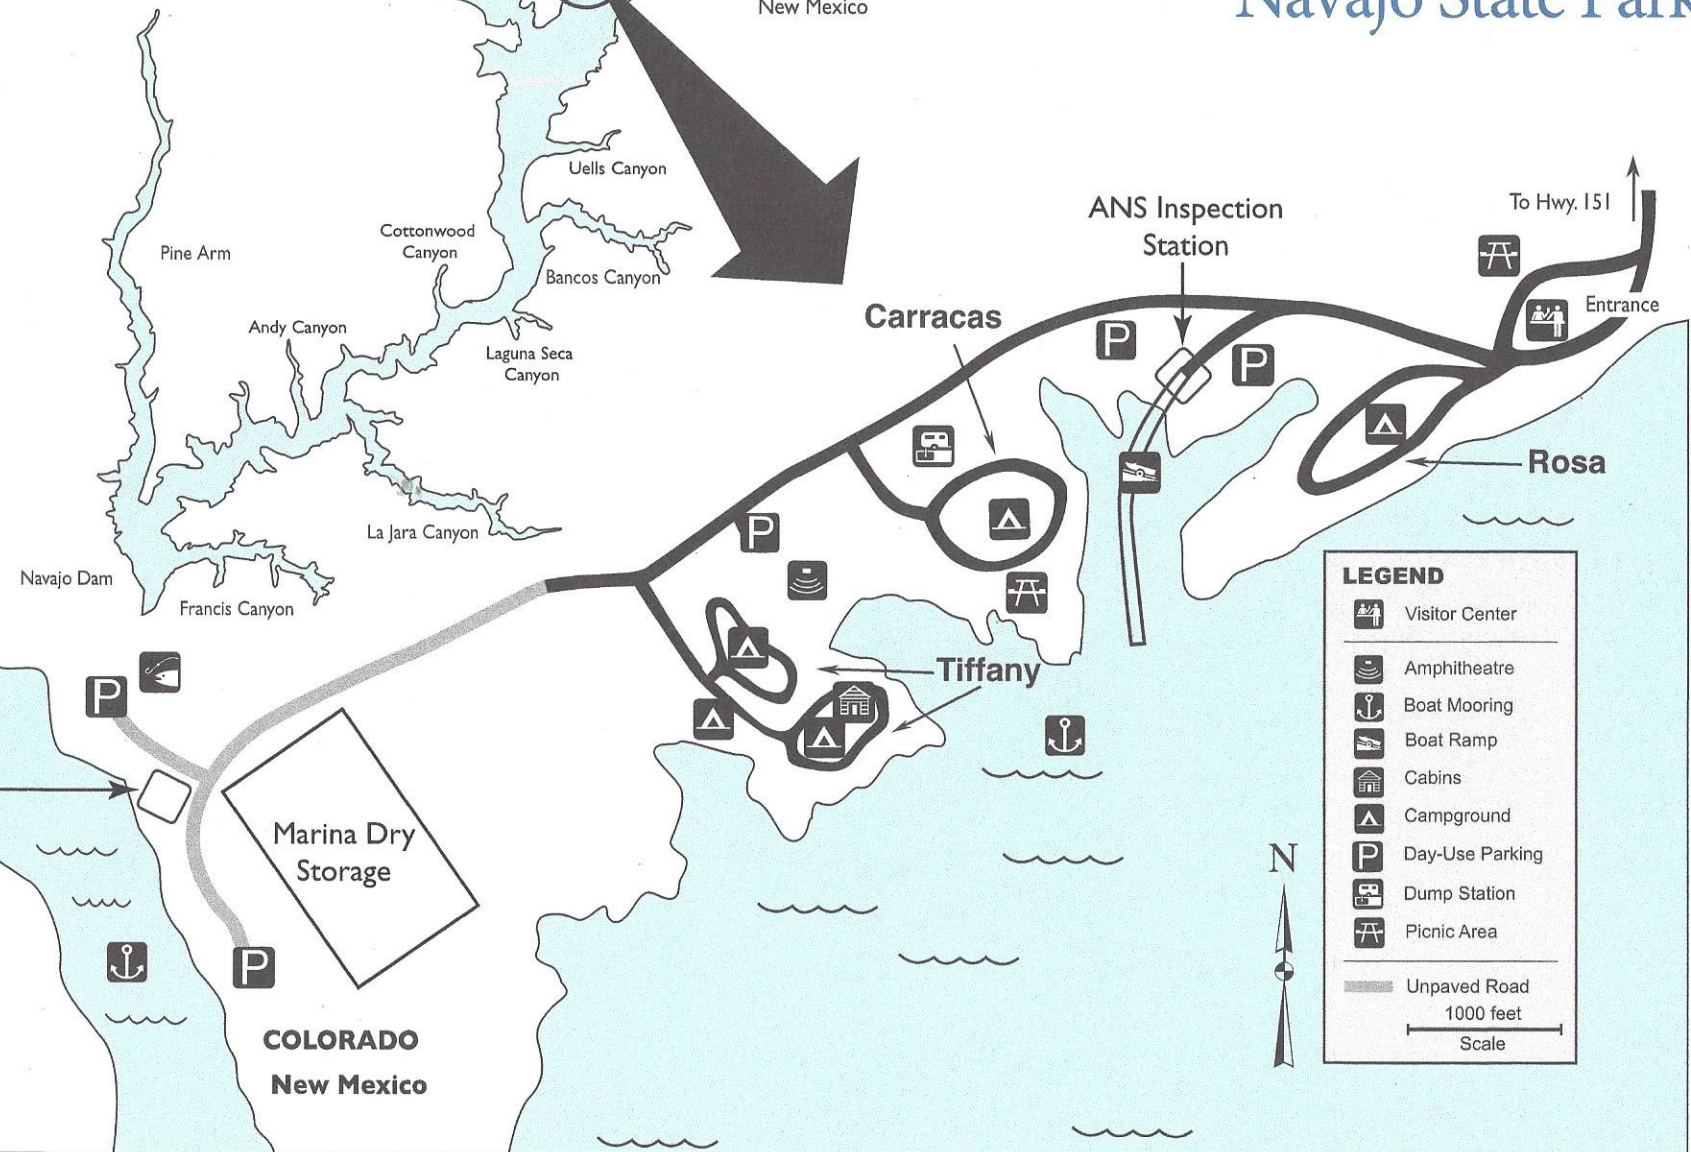 New Mexico
Navajo State Park
Uells Canyon
Cottonwood
Canyon
Pine Arm
Bancos Canyon
Andy Canyon
Laguna Seca
Canyon
La Jara Canyon
Navajo Dam
Francis Canyon
ANS Inspection
Station
To Hwy. 151
Entrance
Carracas
P
P
Rosa
P
Tiffany
P
Marina Dry
Storage
P
COLORADO
New Mexico
N
LEGEND
Visitor Center
Amphitheatre
Boat Mooring
Boat Ramp
Cabins
Campground
P Day-Use Parking
Dump Station
Picnic Area
Unpaved Road
1000 feet
Scale